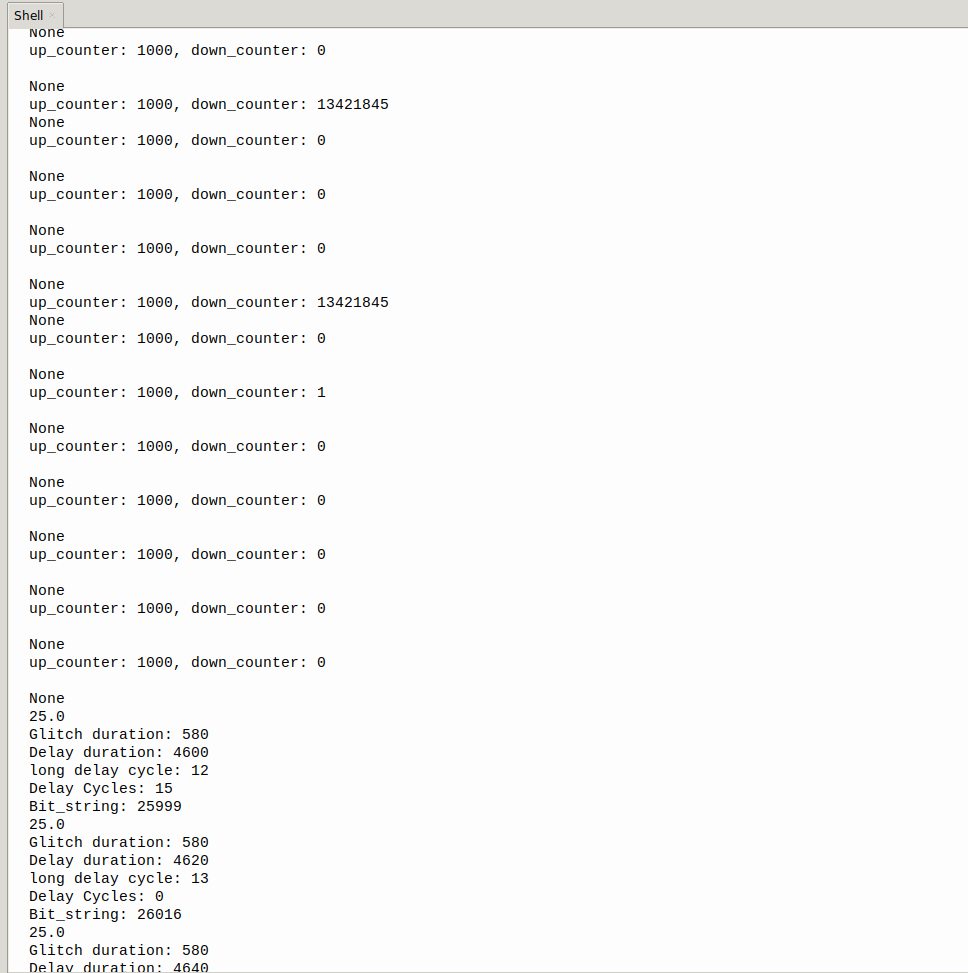 Shell
None
up_counter: 1000, down_counter: 0
None
up_counter: 1000, down_counter: 13421845
None
up_counter: 1000, down_counter: 0
None
up_counter: 1000, down_counter: 0
None
up_counter: 1000, down_counter: 0
None
up_counter: 1000, down_counter: 13421845
None
up_counter: 1000, down_counter: 0
None
up_counter: 1000, down_counter: 1
None
up_counter: 1000, down_counter: 0
None
up_counter: 1000, down_counter: 0
None
up_counter: 1000, down_counter: 0
None
up_counter: 1000, down_counter: 0
None
up_counter: 1000, down_counter: 0
None
25.0
Glitch duration: 580
Delay duration: 4600
long delay cycle: 12
Delay Cycles: 15
Bit_string: 25999
25.0
Glitch duration: 580
Delay duration: 4620
long delay cycle: 13
Delay Cycles: 0
Bit_string: 26016
25.0
Glitch duration: 580
Delay duration: 4640